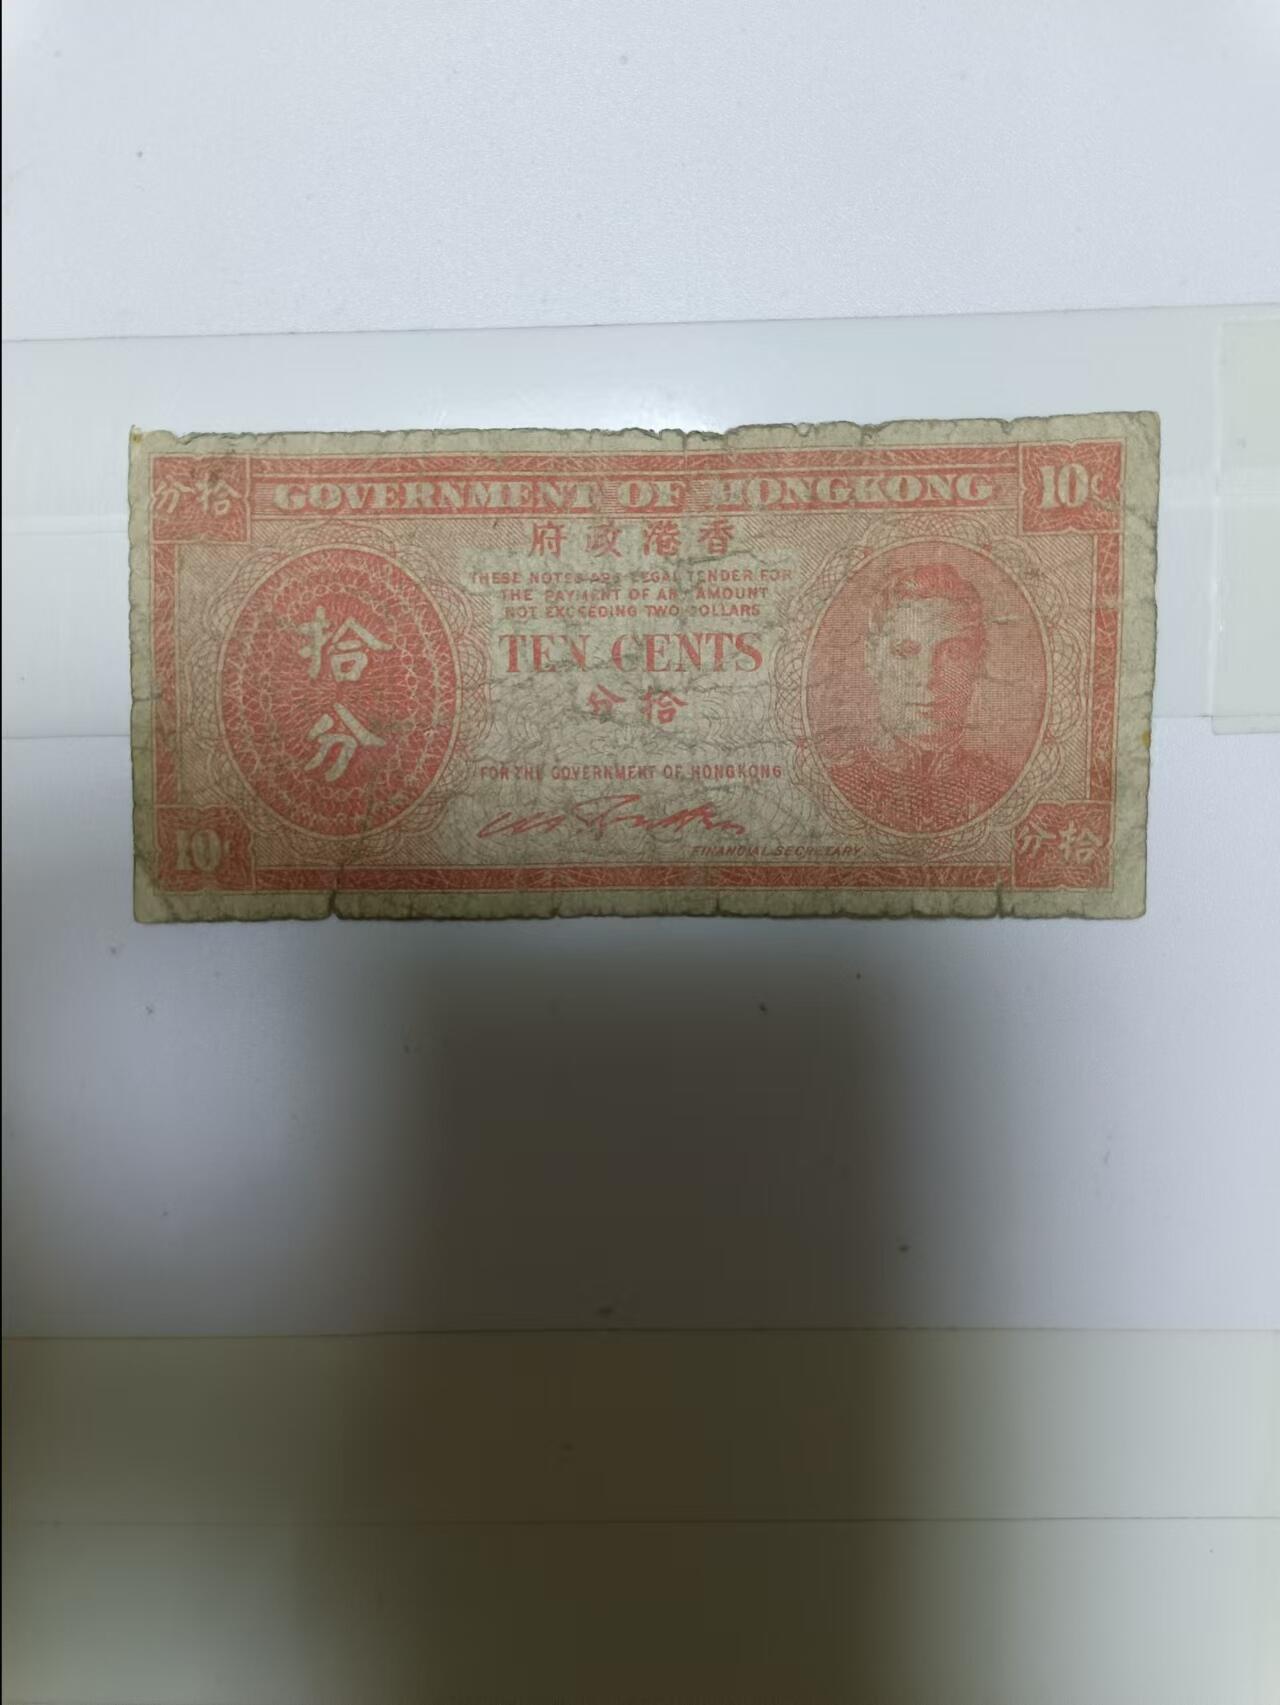 分拾
GOVERNMENT OF HONGKONG
10¢
府政港香
THESE NOTES ARE LEGAL TENDER FOR
THE PAYMENT OF AN AMOUNT
NOT EXCEEDING TWO DOLLARS
TEN CENTS
分拾
拾
分
FOR THE GOVERNMENT OF HONGKONG
FINANCIAL SECRETARY
10¢
分拾